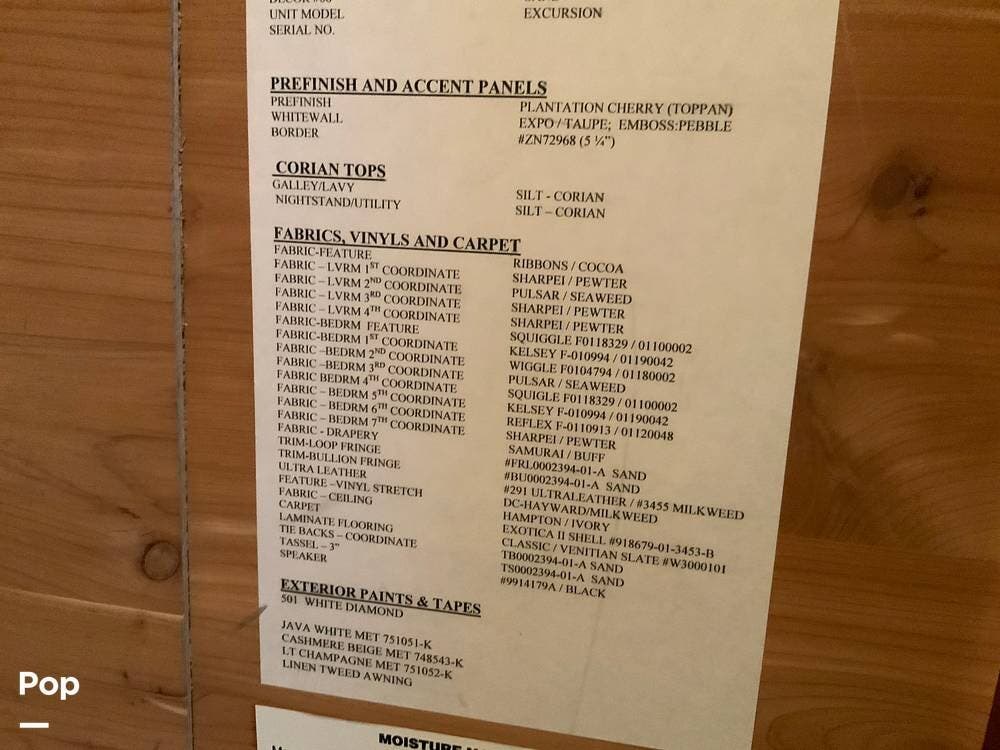 UNIT MODEL EXCURSION
SERIAL NO.
PREFINISH AND ACCENT PANELS
PREFINISH PLANTATION CHERRY (TOPPAN)
WHITEWALL EXPO / TAUPE; EMBOSS:PEBBLE
BORDER #ZN72968 (5 ¼")
CORIAN TOPS
GALLEY/LAVY SILT - CORIAN
NIGHTSTAND/UTILITY SILT – CORIAN
FABRICS, VINYLS AND CARPET
FABRIC-FEATURE RIBBONS / COCOA
FABRIC – LVRM 1ST COORDINATE SHARPEI / PEWTER
FABRIC – LVRM 2ND COORDINATE PULSAR / SEAWEED
FABRIC – LVRM 3RD COORDINATE SHARPEI / PEWTER
FABRIC – LVRM 4TH COORDINATE SHARPEI / PEWTER
FABRIC-BEDRM FEATURE SQUIGGLE F0118329 / 01100002
FABRIC-BEDRM 1ST COORDINATE KELSEY F-010994 / 01190042
FABRIC –BEDRM 2ND COORDINATE WIGGLE F0104794 / 01180002
FABRIC –BEDRM 3RD COORDINATE PULSAR / SEAWEED
FABRIC BEDRM 4TH COORDINATE SQUIGLE F0118329 / 01100002
FABRIC – BEDRM 5TH COORDINATE KELSEY F-010994 / 01190042
FABRIC – BEDRM 6TH COORDINATE REFLEX F-0110913 / 01120048
FABRIC – BEDRM 7TH COORDINATE SHARPEI / PEWTER
FABRIC - DRAPERY SAMURAI / BUFF
TRIM-LOOP FRINGE #FRL0002394-01-A SAND
TRIM-BULLION FRINGE #BU0002394-01-A SAND
ULTRA LEATHER #291 ULTRALEATHER / #3455 MILKWEED
FEATURE –VINYL STRETCH DC-HAYWARD/MILKWEED
FABRIC – CEILING HAMPTON / IVORY
CARPET EXOTICA II SHELL #918679-01-3453-B
LAMINATE FLOORING CLASSIC / VENITIAN SLATE #W3000101
TIE BACKS – COORDINATE TB0002394-01-A SAND
TASSEL – 3" TS0002394-01-A SAND
SPEAKER #9914179A / BLACK
EXTERIOR PAINTS & TAPES
501 WHITE DIAMOND
JAVA WHITE MET 751051-K
CASHMERE BEIGE MET 748543-K
LT CHAMPAGNE MET 751052-K
LINEN TWEED AWNING
Pop
MOISTURE